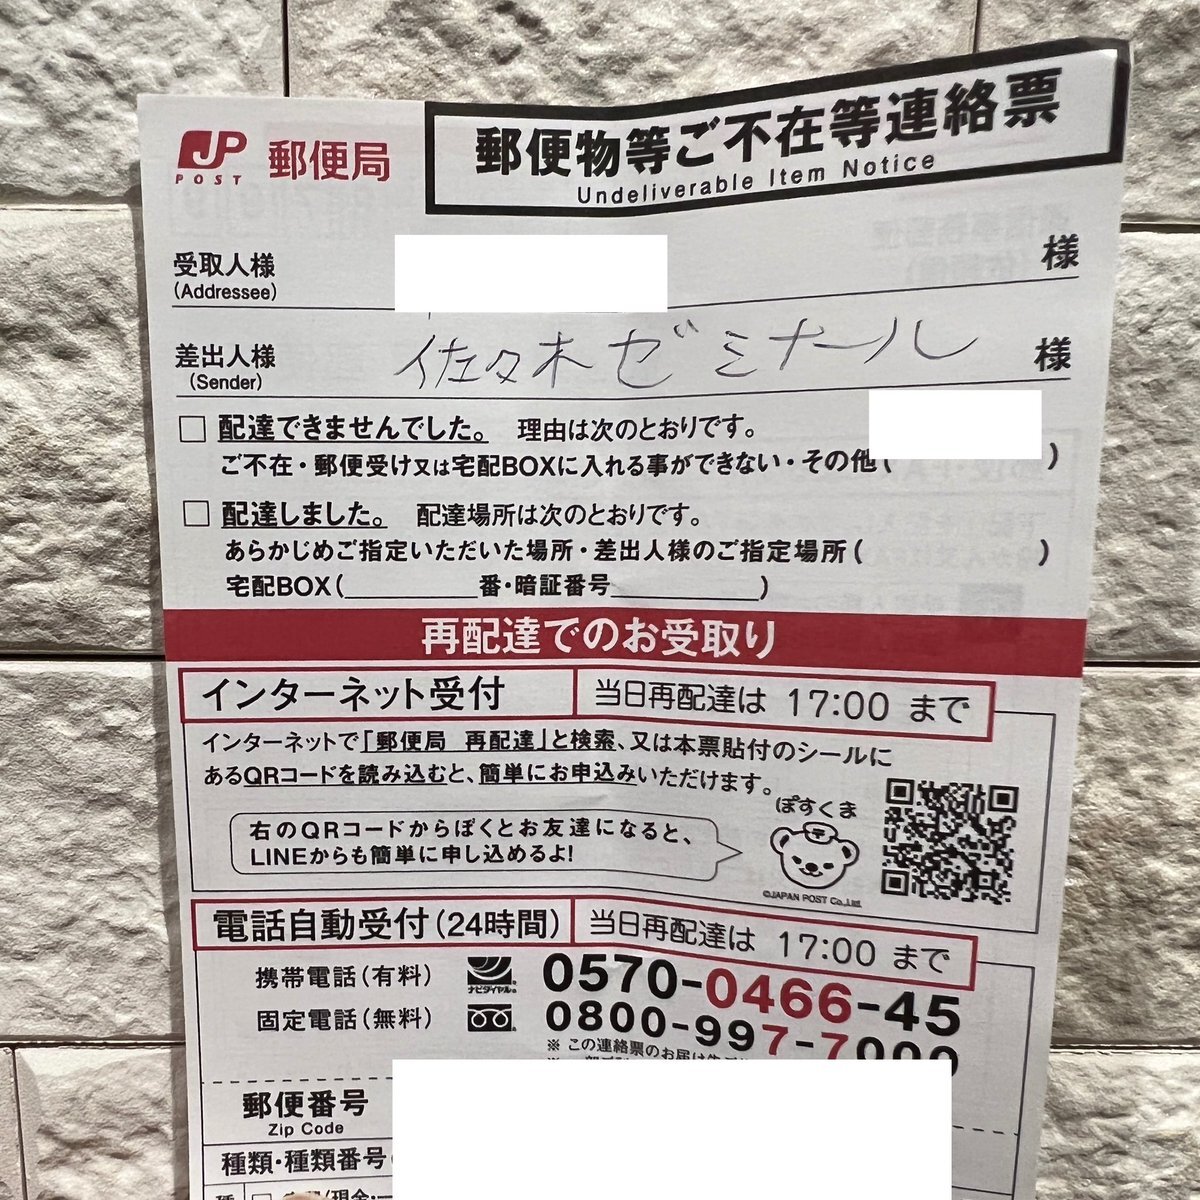 JP POST 郵便局
郵便物等ご不在等連絡票
Undeliverable Item Notice
受取人様 様
(Addressee)
差出人様 佐々木ゼミナール 様
(Sender)
□ 配達できませんでした。 理由は次のとおりです。
ご不在・郵便受け又は宅配BOXに入れる事ができない・その他( )
□ 配達しました。 配達場所は次のとおりです。
あらかじめご指定いただいた場所・差出人様のご指定場所( )
宅配BOX( 番・暗証番号 )
再配達でのお受取り
インターネット受付 当日再配達は 17:00 まで
インターネットで「郵便局 再配達」と検索、又は本票貼付のシールに
あるQRコードを読み込むと、簡単にお申込みいただけます。
ぽすくま
右のQRコードからぼくとお友達になると、
LINEからも簡単に申し込めるよ!
©JAPAN POST Co.,Ltd.
電話自動受付(24時間) 当日再配達は 17:00 まで
携帯電話(有料) ナビダイヤル® 0570-0466-45
固定電話(無料) 0800-997-7000
※ この連絡票のお届け
郵便番号
Zip Code
種類・種類番号